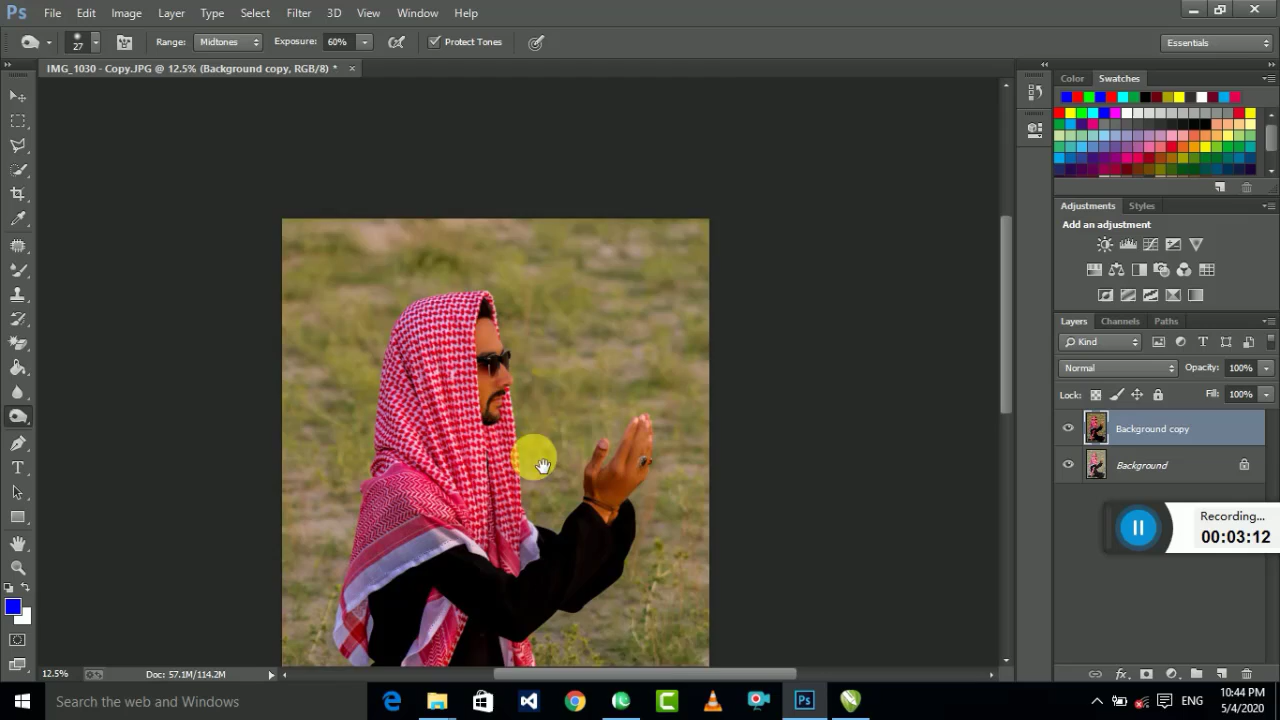 Ps File Edit Image Layer Type Select Filter 3D View Window Help
27 Range: Midtones Exposure: 60% Protect Tones Essentials
IMG_1030 - Copy.JPG @ 12.5% (Background copy, RGB/8) * ×
Color Swatches
Adjustments Styles
Add an adjustment
Layers Channels Paths
Kind
Normal Opacity: 100%
Lock: Fill: 100%
Background copy
Background
Recording...
00:03:12
12.5% Doc: 57.1M/114.2M
Search the web and Windows
ENG
10:44 PM
5/4/2020